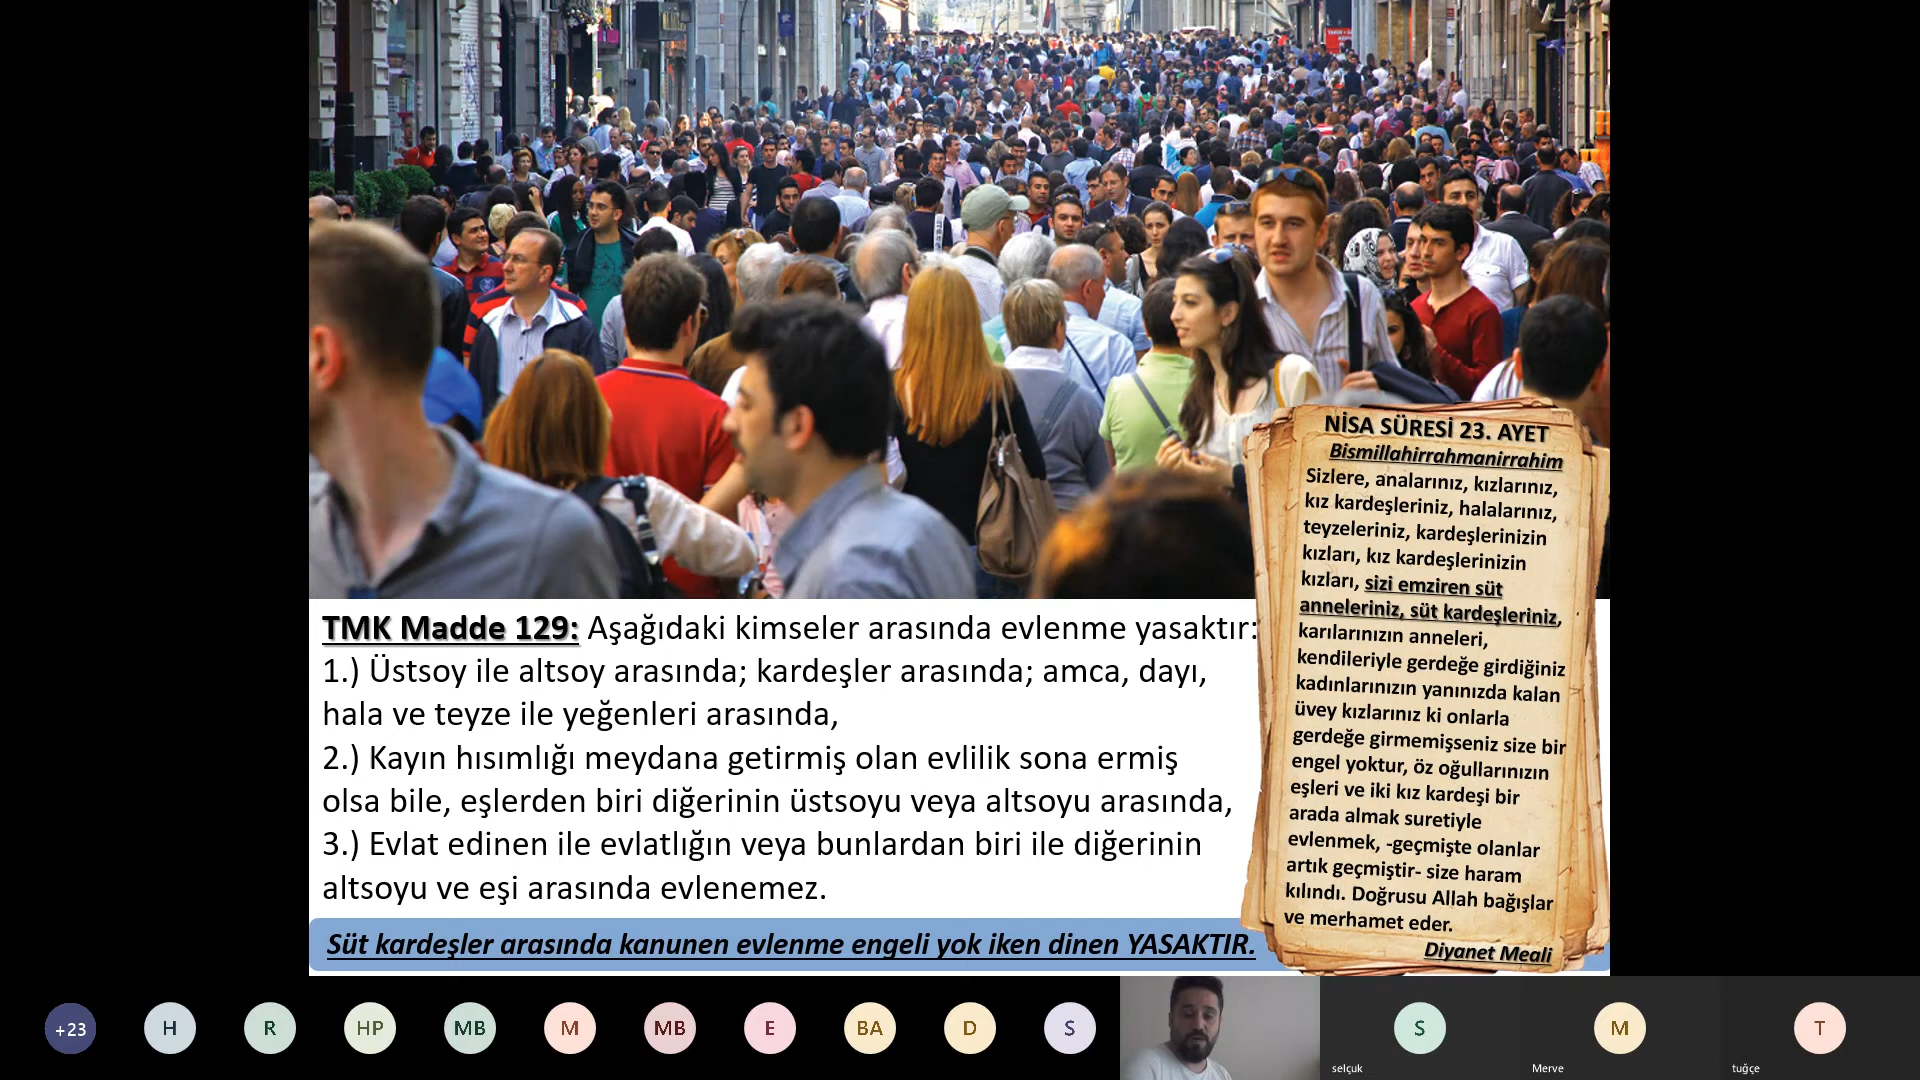 NİSA SÜRESİ 23. AYET
Bismillahirrahmanirrahim
Sizlere, analarınız, kızlarınız,
kız kardeşleriniz, halalarınız,
teyzeleriniz, kardeşlerinizin
kızları, kız kardeşlerinizin
kızları, sizi emziren süt
anneleriniz, süt kardeşleriniz,
karılarınızın anneleri,
kendileriyle gerdeğe girdiğiniz
kadınlarınızın yanınızda kalan
üvey kızlarınız ki onlarla
gerdeğe girmemişseniz size bir
engel yoktur, öz oğullarınızın
eşleri ve iki kız kardeşi bir
arada almak suretiyle
evlenmek, -geçmişte olanlar
artık geçmiştir- size haram
kılındı. Doğrusu Allah bağışlar
ve merhamet eder.
Diyanet Meali
TMK Madde 129: Aşağıdaki kimseler arasında evlenme yasaktır:
1.) Üstsoy ile altsoy arasında; kardeşler arasında; amca, dayı,
hala ve teyze ile yeğenleri arasında,
2.) Kayın hısımlığı meydana getirmiş olan evlilik sona ermiş
olsa bile, eşlerden biri diğerinin üstsoyu veya altsoyu arasında,
3.) Evlat edinen ile evlatlığın veya bunlardan biri ile diğerinin
altsoyu ve eşi arasında evlenemez.
Süt kardeşler arasında kanunen evlenme engeli yok iken dinen YASAKTIR.
+23 H R HP MB M MB E BA D S S M T
selçuk Merve tuğçe